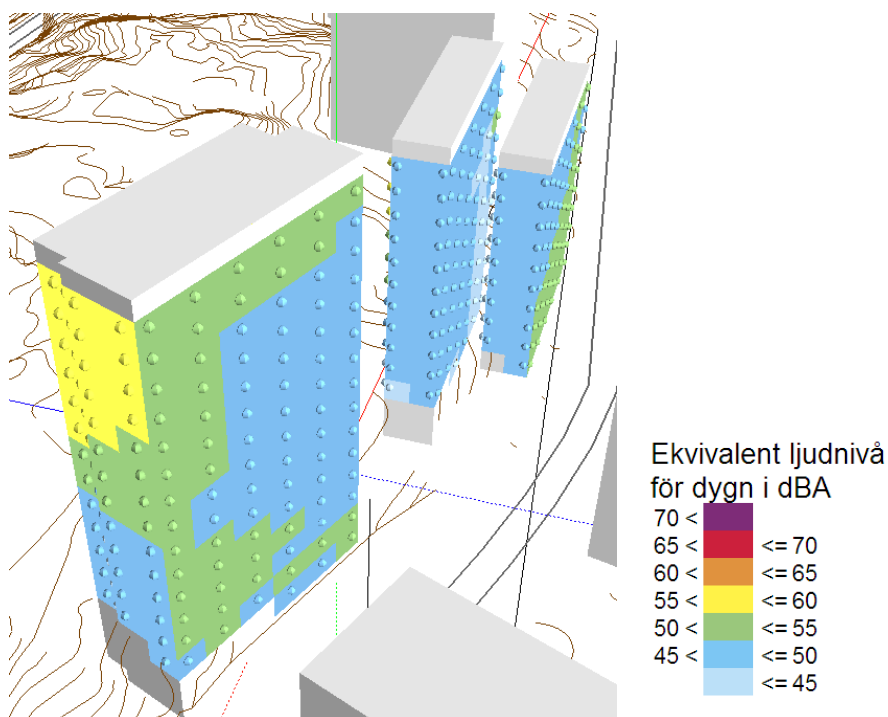 Ekvivalent ljudnivå
för dygn i dBA
70 <
65 < <= 70
60 < <= 65
55 < <= 60
50 < <= 55
45 < <= 50
<= 45